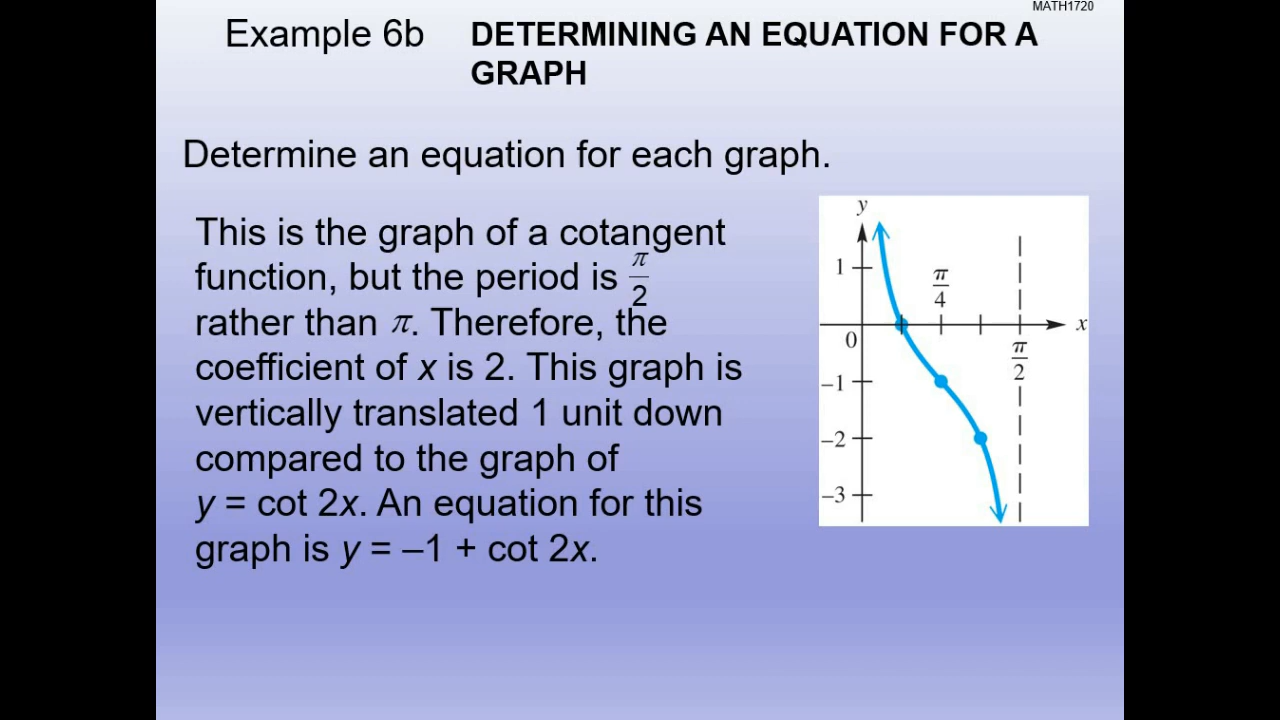 MATH1720
Example 6b
DETERMINING AN EQUATION FOR A
GRAPH
Determine an equation for each graph.
This is the graph of a cotangent
function, but the period is π/2
rather than π. Therefore, the
coefficient of x is 2. This graph is
vertically translated 1 unit down
compared to the graph of
y = cot 2x. An equation for this
graph is y = –1 + cot 2x.
y
1
π/4
0
x
π/2
–1
–2
–3